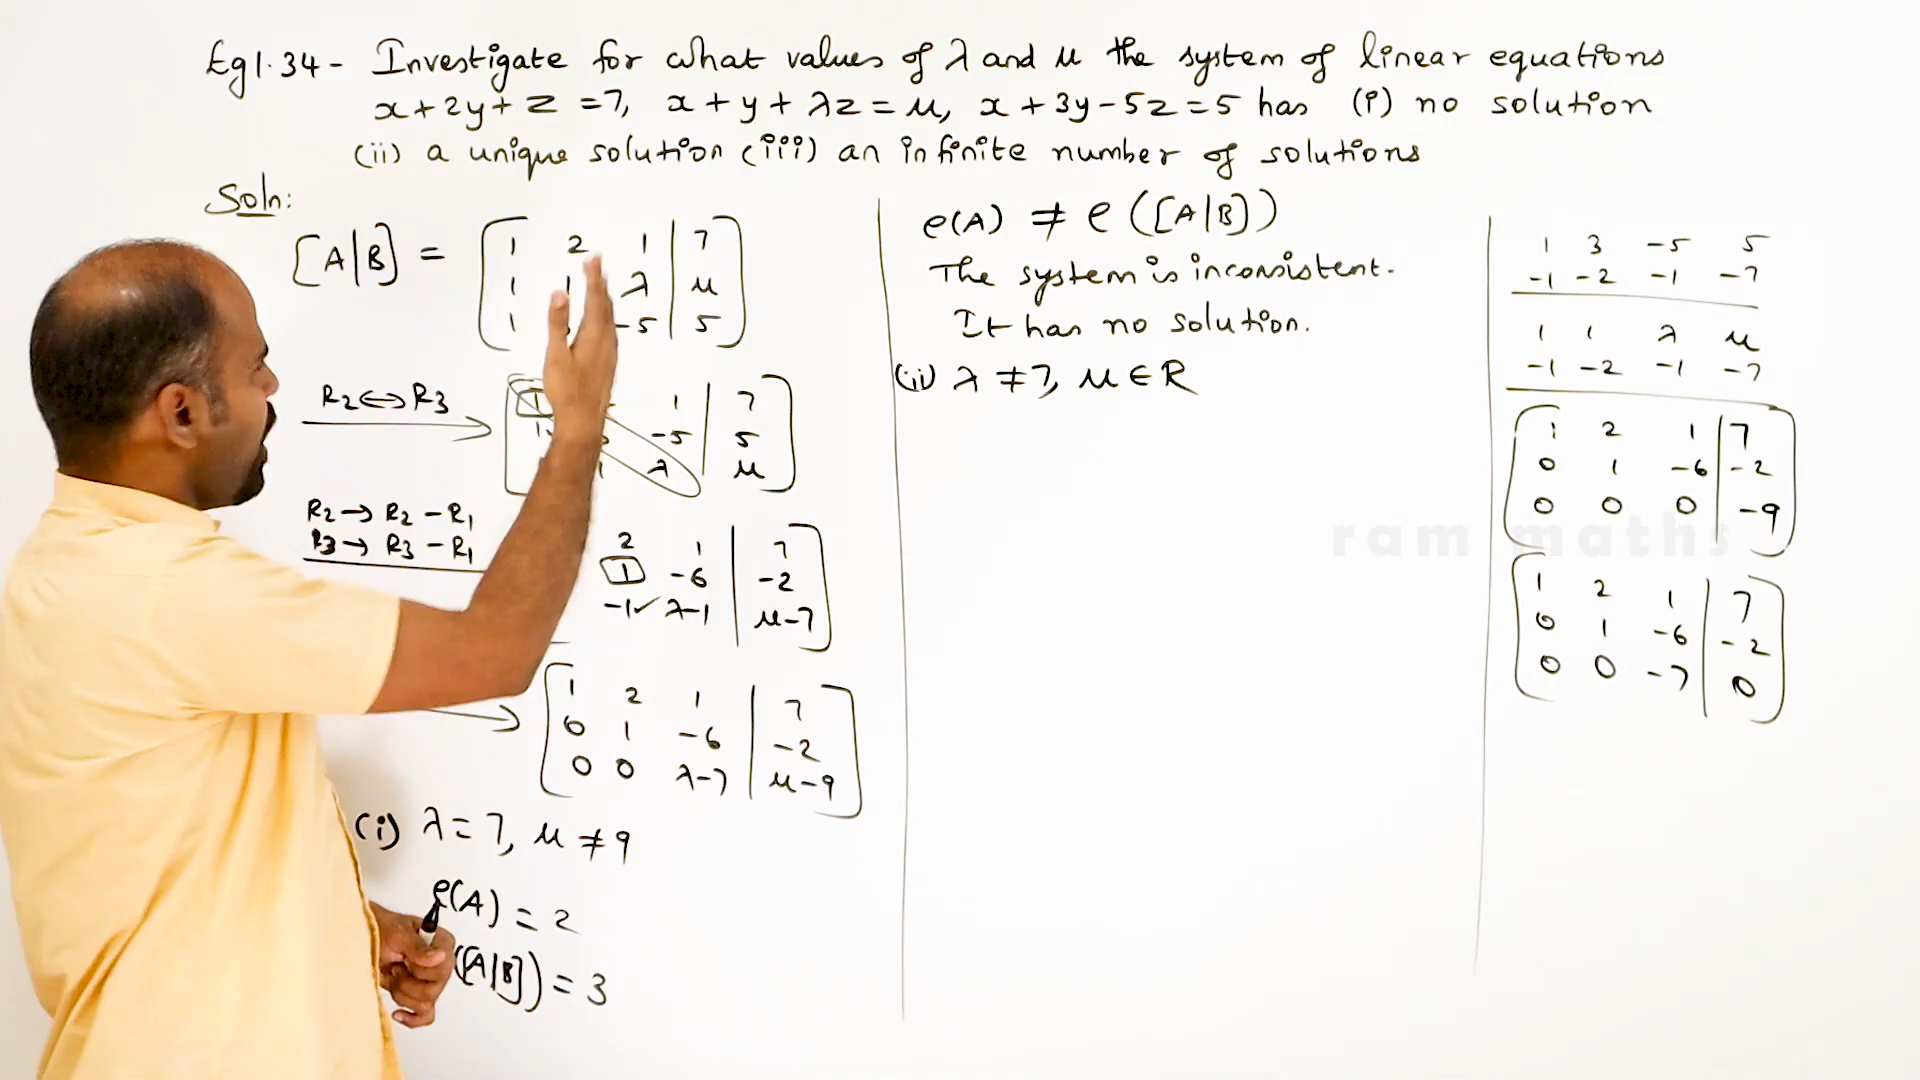 Eg1.34 - Investigate for what values of λ and μ the system of linear equations
x+2y+z=7, x+y+λz=μ, x+3y-5z=5 has (i) no solution
(ii) a unique solution (iii) an infinite number of solutions
Soln:
[A|B] =
1 2 1 | 7
1 1 λ | μ
1 -5 | 5
R2↔R3
1 1 | 7
1 -5 | 5
1 λ | μ
R2→R2-R1
R3→R3-R1
2 1 | 7
1 -6 | -2
-1✓ λ-1 | μ-7
1 2 1 | 7
0 1 -6 | -2
0 0 λ-7 | μ-9
(i) λ=7, μ≠9
ρ(A) = 2
([A|B]) = 3
ρ(A) ≠ ρ([A|B])
The system is inconsistent.
It has no solution.
(ii) λ≠7, μ∈R
1 3 -5 5
-1 -2 -1 -7
1 1 λ μ
-1 -2 -1 -7
1 2 1 | 7
0 1 -6 | -2
0 0 0 | -9
ram maths
1 2 1 | 7
0 1 -6 | -2
0 0 -7 | 0